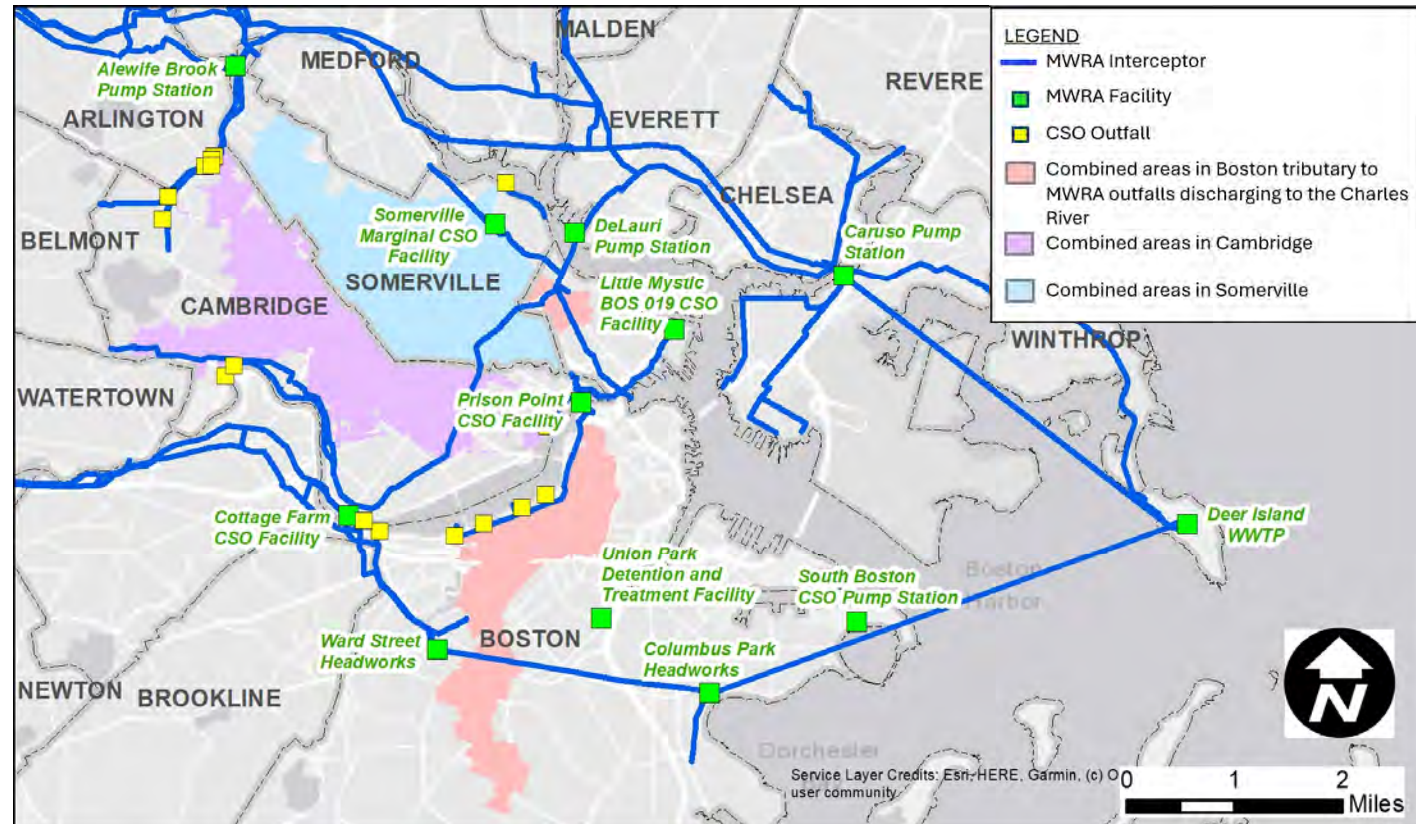 MALDEN
MEDFORD
REVERE
Alewife Brook
Pump Station
ARLINGTON
EVERETT
CHELSEA
BELMONT
Somerville
Marginal CSO
Facility
DeLauri
Pump Station
Caruso Pump
Station
SOMERVILLE
CAMBRIDGE
Little Mystic
BOS 019 CSO
Facility
WINTHROP
WATERTOWN
Prison Point
CSO Facility
Cottage Farm
CSO Facility
Deer Island
WWTP
Union Park
Detention and
Treatment Facility
South Boston
CSO Pump Station
Boston
Harbor
Ward Street
Headworks
BOSTON
Columbus Park
Headworks
NEWTON
BROOKLINE
Dorchester
Service Layer Credits: Esri, HERE, Garmin, (c) O
user community
LEGEND
MWRA Interceptor
MWRA Facility
CSO Outfall
Combined areas in Boston tributary to
MWRA outfalls discharging to the Charles
River
Combined areas in Cambridge
Combined areas in Somerville
N
0 1 2
Miles